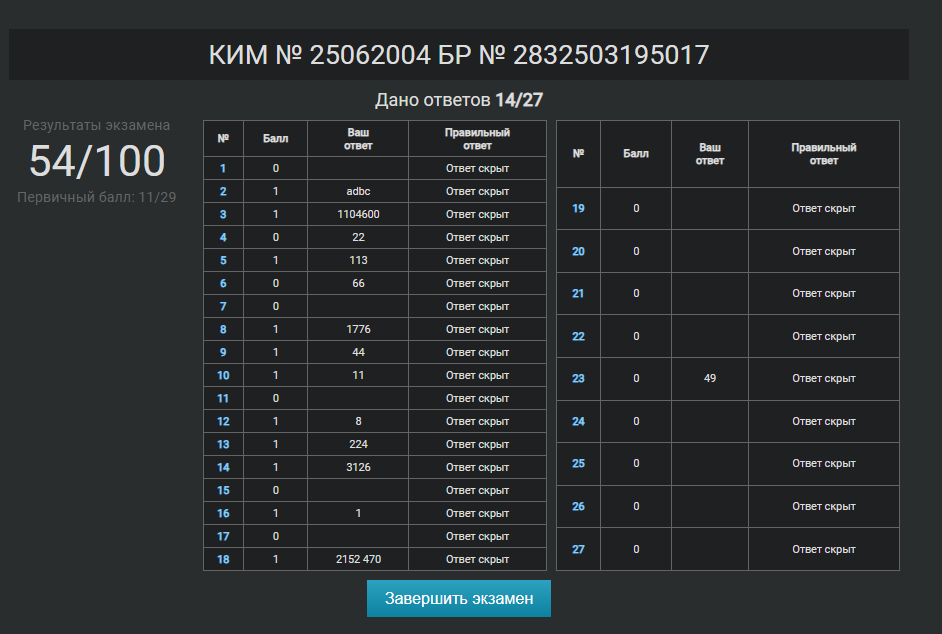 КИМ № 25062004 БР № 2832503195017
Дано ответов 14/27
Результаты экзамена
54/100
Первичный балл: 11/29
№ Балл Ваш ответ Правильный ответ
1 0 Ответ скрыт
2 1 adbc Ответ скрыт
3 1 1104600 Ответ скрыт
4 0 22 Ответ скрыт
5 1 113 Ответ скрыт
6 0 66 Ответ скрыт
7 0 Ответ скрыт
8 1 1776 Ответ скрыт
9 1 44 Ответ скрыт
10 1 11 Ответ скрыт
11 0 Ответ скрыт
12 1 8 Ответ скрыт
13 1 224 Ответ скрыт
14 1 3126 Ответ скрыт
15 0 Ответ скрыт
16 1 1 Ответ скрыт
17 0 Ответ скрыт
18 1 2152 470 Ответ скрыт
№ Балл Ваш ответ Правильный ответ
19 0 Ответ скрыт
20 0 Ответ скрыт
21 0 Ответ скрыт
22 0 Ответ скрыт
23 0 49 Ответ скрыт
24 0 Ответ скрыт
25 0 Ответ скрыт
26 0 Ответ скрыт
27 0 Ответ скрыт
Завершить экзамен